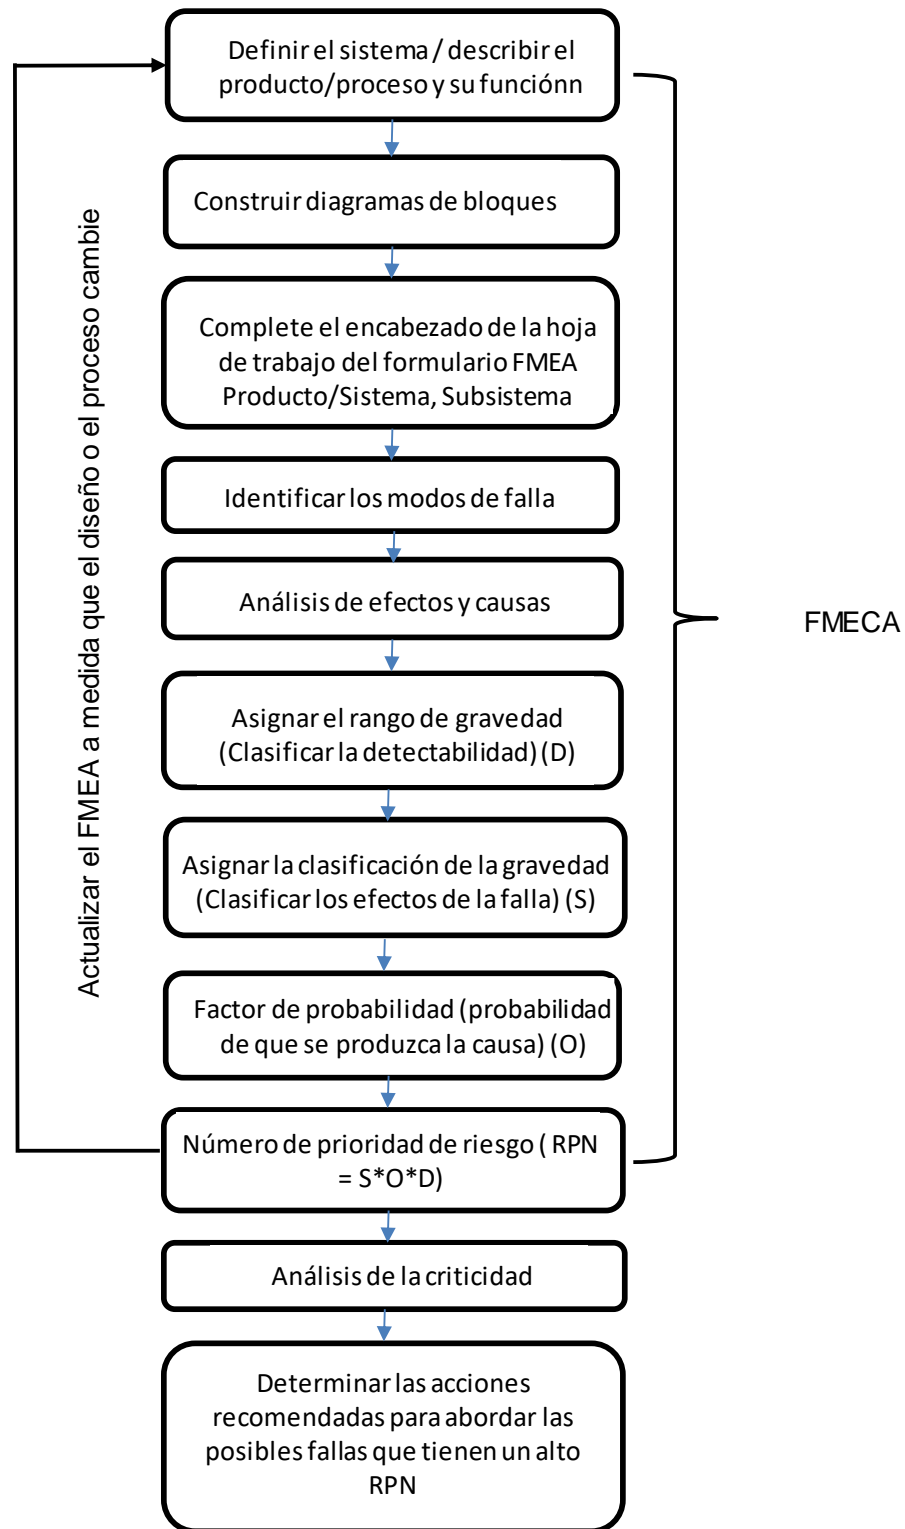 Definir el sistema / describir el
producto/proceso y su funciónn
Construir diagramas de bloques
Complete el encabezado de la hoja
de trabajo del formulario FMEA
Producto/Sistema, Subsistema
Identificar los modos de falla
Análisis de efectos y causas
Asignar el rango de gravedad
(Clasificar la detectabilidad) (D)
Asignar la clasificación de la gravedad
(Clasificar los efectos de la falla) (S)
Factor de probabilidad (probabilidad
de que se produzca la causa) (O)
Número de prioridad de riesgo ( RPN
= S*O*D)
Análisis de la criticidad
Determinar las acciones
recomendadas para abordar las
posibles fallas que tienen un alto
RPN
Actualizar el FMEA a medida que el diseño o el proceso cambie
FMECA